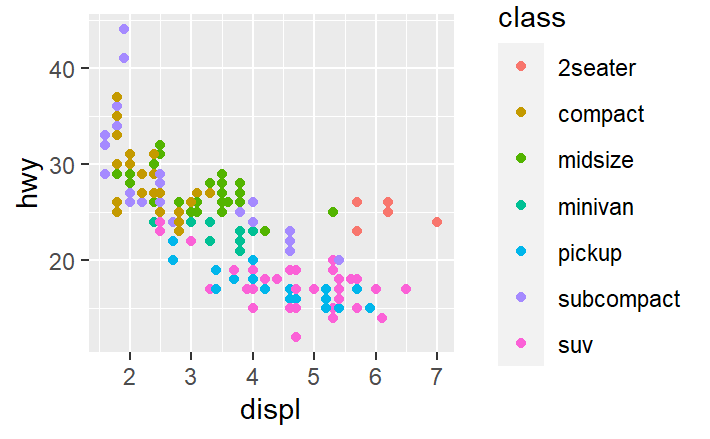 class
2seater
compact
midsize
minivan
pickup
subcompact
suv
hwy
40
30
20
2 3 4 5 6 7
displ